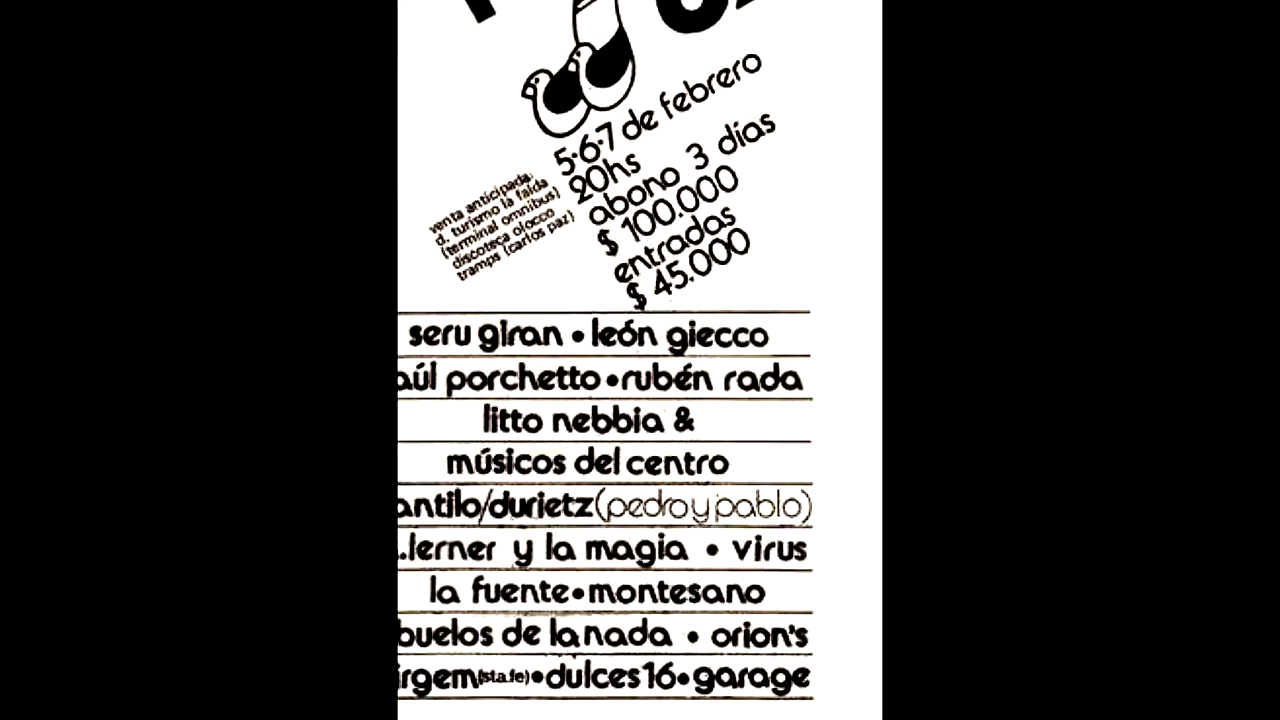 5·6·7 de febrero
20hs
abono 3 días
$ 100.000
entradas
$ 45.000
venta anticipada:
d. turismo la falda
(terminal omnibus)
discoteca olocco
tramps (carlos paz)
seru giran • león giecco
aúl porchetto • rubén rada
litto nebbia &
músicos del centro
antilo/durietz (pedro y pablo)
.lerner y la magia • virus
la fuente • montesano
buelos de la nada • orion's
irgem (sta.fe) • dulces 16 • garage